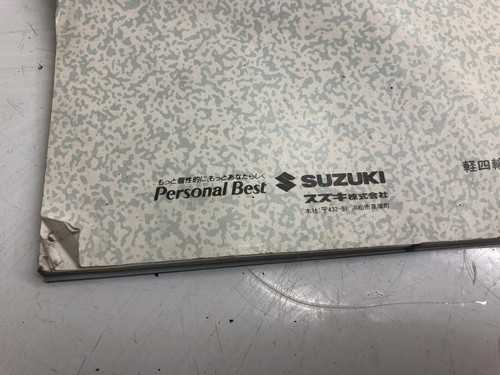 もっと個性的に、もっとあなたらしく
Personal Best
SUZUKI
スズキ株式会社
本社:〒432-91 浜松市高塚町
軽四輪